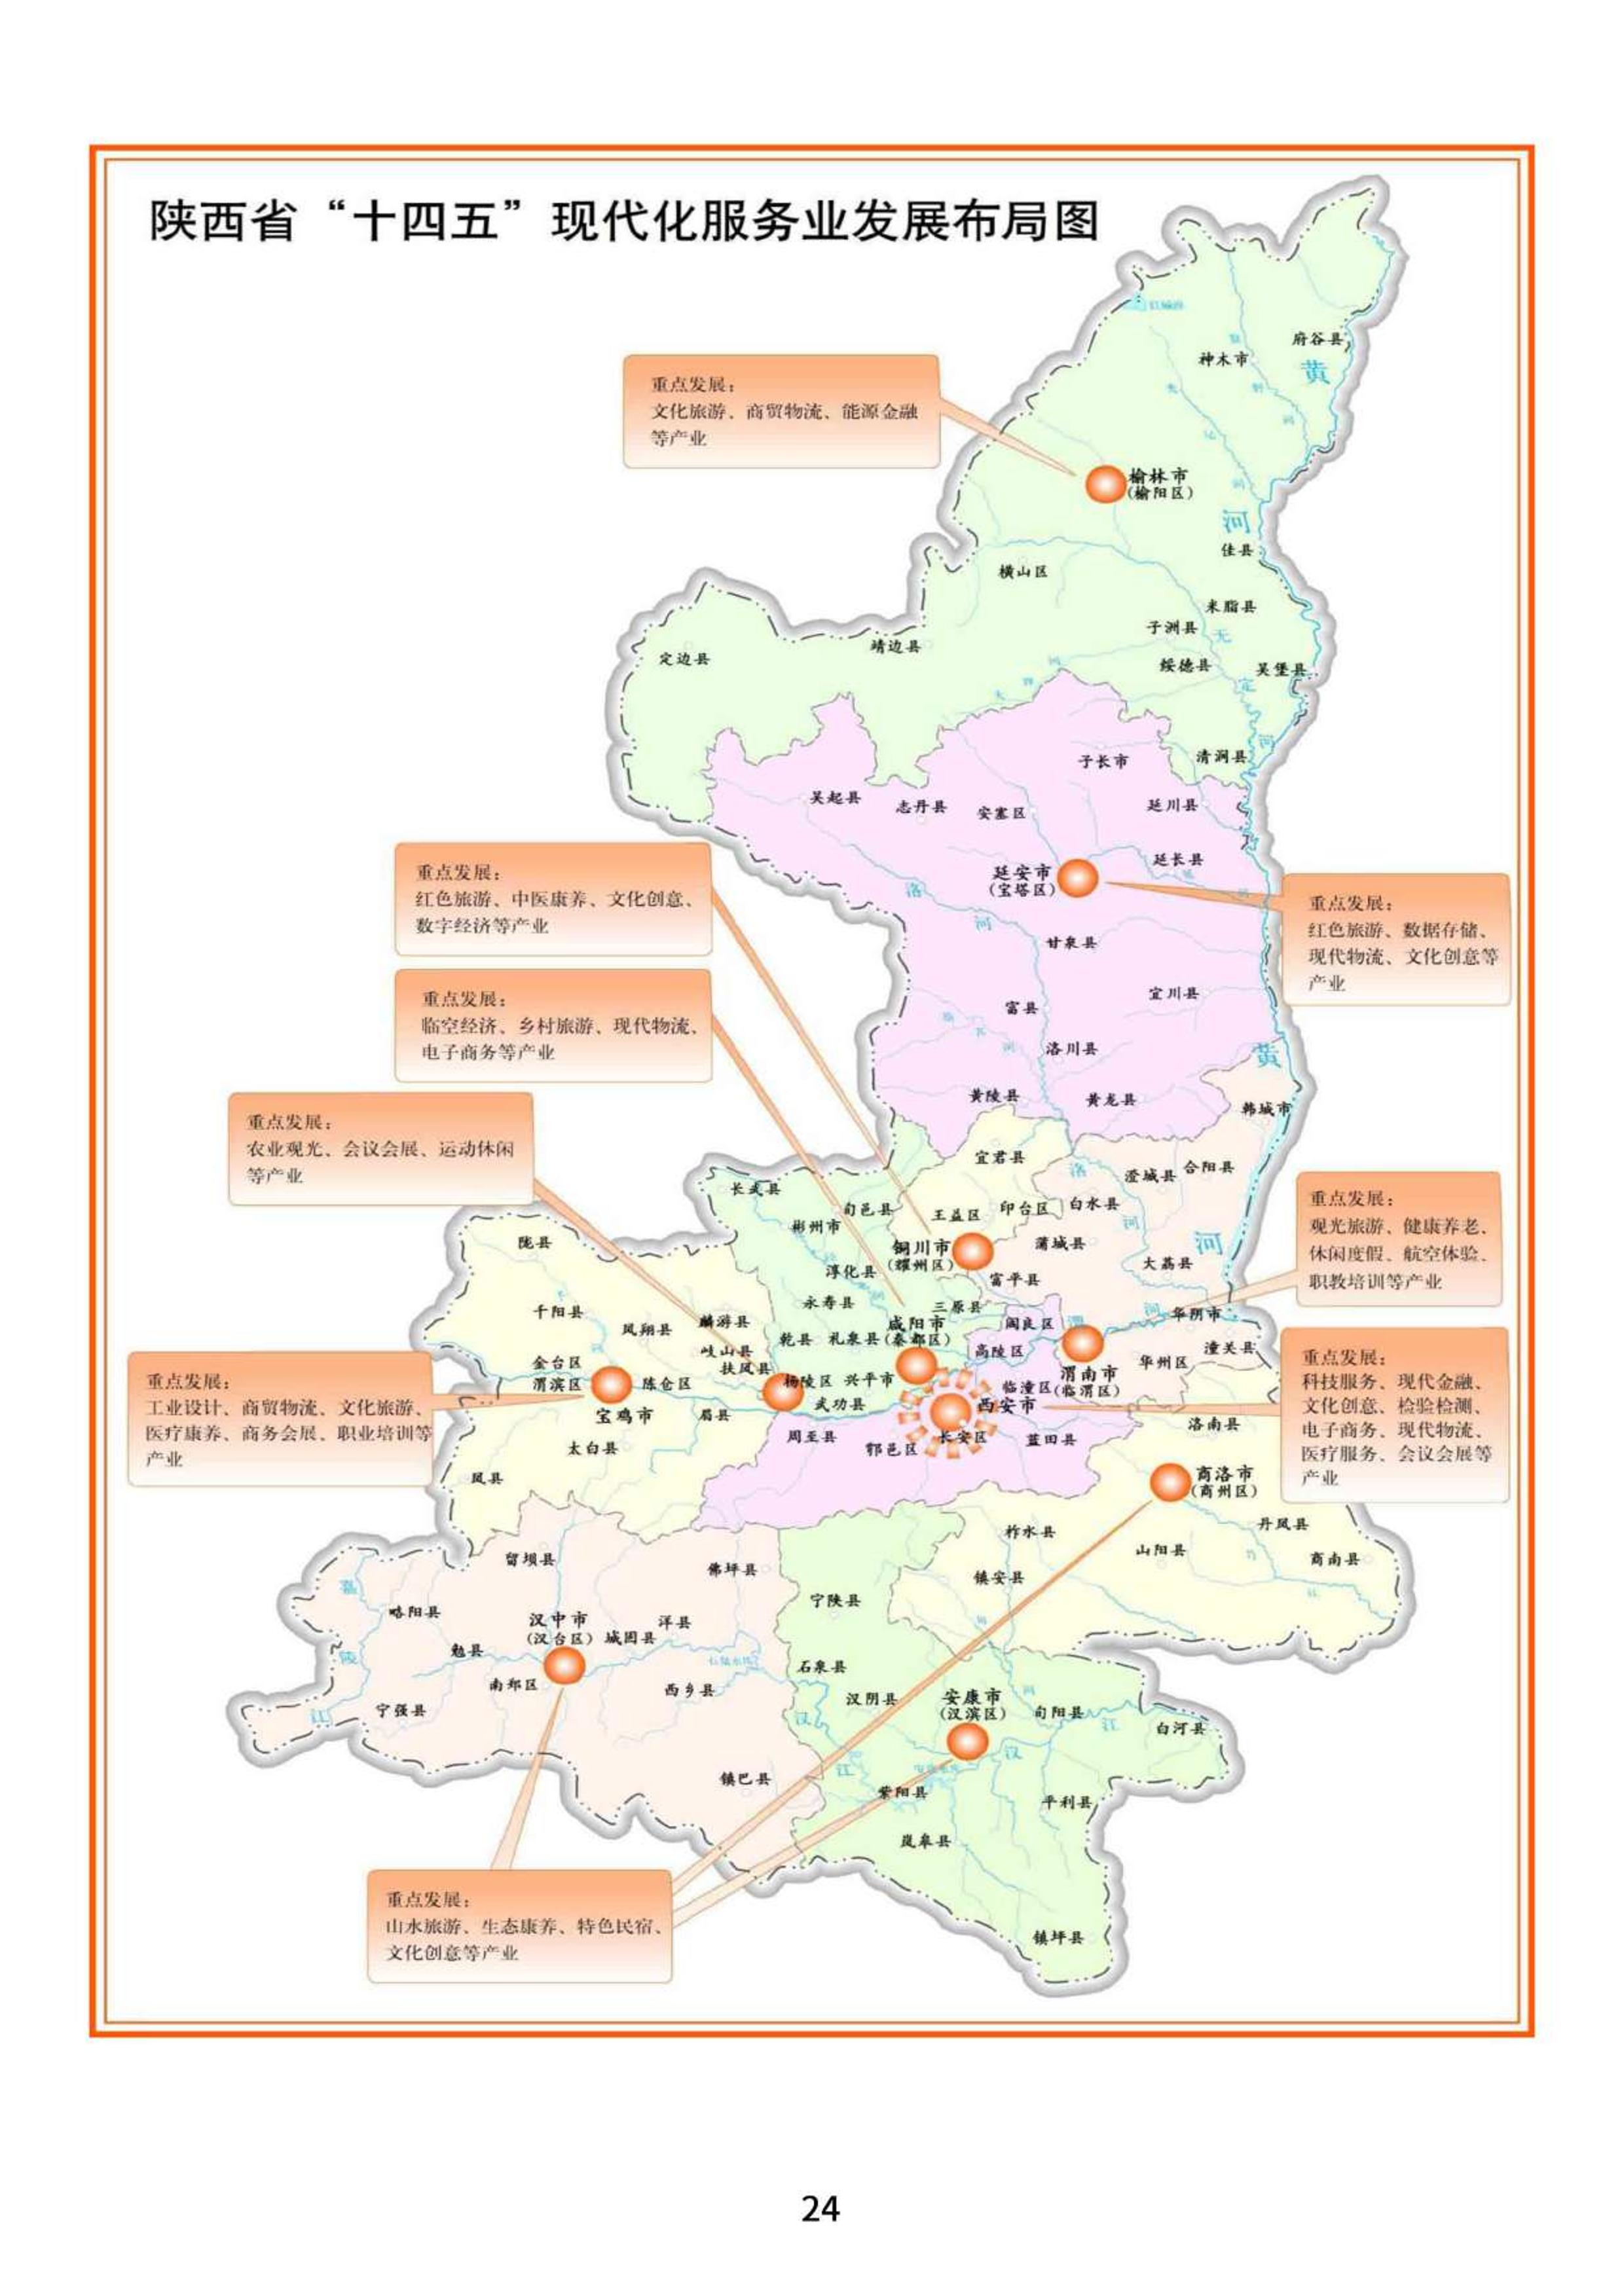 陕西省“十四五”现代化服务业发展布局图
府谷县
神木市
黄
重点发展：
文化旅游、商贸物流、能源金融
等产业
榆林市
(榆阳区)
河
佳县
横山区
米脂县
子洲县
无
靖边县
定边县
绥德县
吴堡县
定
河
清涧县
子长市
吴起县
志丹县
安塞区
延川县
延长县
延安市
(宝塔区)
重点发展：
红色旅游、中医康养、文化创意、
数字经济等产业
洛
河
重点发展：
红色旅游、数据存储、
现代物流、文化创意等
产业
甘泉县
宜川县
富县
重点发展：
临空经济、乡村旅游、现代物流、
电子商务等产业
洛川县
黄
黄陵县
黄龙县
韩城市
重点发展：
农业观光、会议会展、运动休闲
等产业
宜君县
洛
澄城县
合阳县
长武县
旬邑县
王益区
印台区
白水县
彬州市
河
重点发展：
观光旅游、健康养老、
休闲度假、航空体验、
职教培训等产业
陇县
铜川市
(耀州区)
蒲城县
河
大荔县
淳化县
富平县
永寿县
三原县
千阳县
凤翔县
麟游县
咸阳市
(秦都区)
阎良区
渭
河
华阴市
乾县
礼泉县
岐山县
高陵区
潼关县
金台区
渭滨区
陈仓区
扶风县
杨陵区
兴平市
渭南市
(临渭区)
临潼区
华州区
重点发展：
工业设计、商贸物流、文化旅游、
医疗康养、商务会展、职业培训等
产业
重点发展：
科技服务、现代金融、
文化创意、检验检测、
电子商务、现代物流、
医疗服务、会议会展等
产业
宝鸡市
眉县
武功县
西安市
太白县
周至县
鄠邑区
长安区
蓝田县
洛南县
凤县
商洛市
(商州区)
柞水县
丹凤县
山阳县
商南县
留坝县
佛坪县
镇安县
嘉
陵
江
略阳县
宁陕县
汉中市
(汉台区)
城固县
洋县
勉县
南郑区
石泉县
西乡县
宁强县
汉阴县
安康市
(汉滨区)
旬阳县
江
白河县
汉
江
汉
镇巴县
紫阳县
平利县
岚皋县
重点发展：
山水旅游、生态康养、特色民宿、
文化创意等产业
镇坪县
24